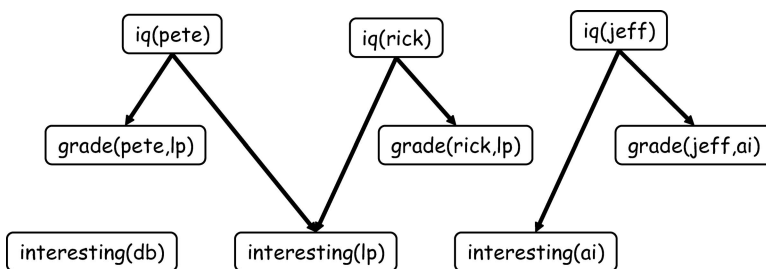 iq(pete)
iq(rick)
iq(jeff)
grade(pete,lp)
grade(rick,lp)
grade(jeff,ai)
interesting(db)
interesting(lp)
interesting(ai)